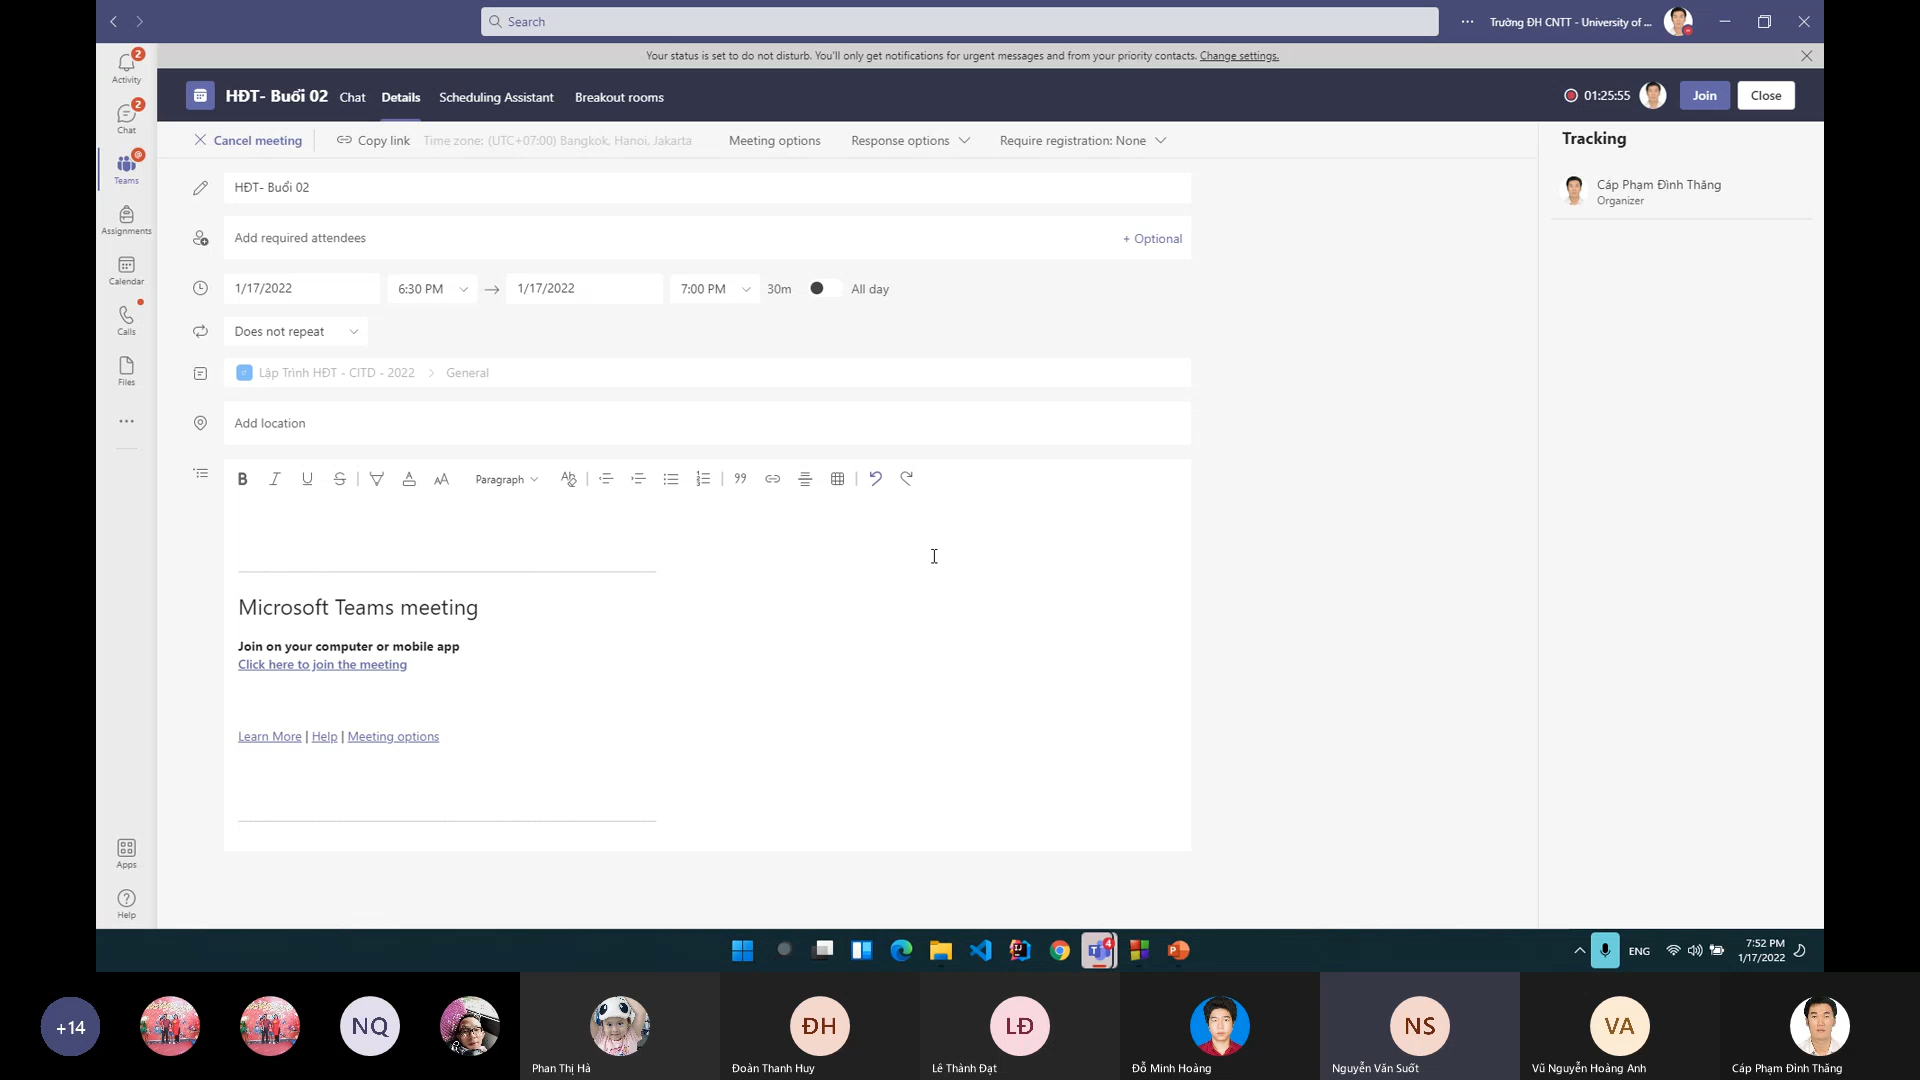 Search
Trường ĐH CNTT - University of ...
Your status is set to do not disturb. You'll only get notifications for urgent messages and from your priority contacts. Change settings.
2
Activity
2
Chat
@
Teams
Assignments
Calendar
Calls
Files
Apps
Help
HĐT- Buổi 02
Chat
Details
Scheduling Assistant
Breakout rooms
01:25:55
Join
Close
Cancel meeting
Copy link
Time zone: (UTC+07:00) Bangkok, Hanoi, Jakarta
Meeting options
Response options
Require registration: None
Tracking
Cáp Phạm Đình Thăng
Organizer
HĐT- Buổi 02
Add required attendees
+ Optional
1/17/2022
6:30 PM
1/17/2022
7:00 PM
30m
All day
Does not repeat
Lập Trình HĐT - CITD - 2022 > General
Add location
Paragraph
Microsoft Teams meeting
Join on your computer or mobile app
Click here to join the meeting
Learn More | Help | Meeting options
4
ENG
7:52 PM
1/17/2022
+14
NQ
ĐH
LĐ
NS
VA
Phan Thị Hà
Đoàn Thanh Huy
Lê Thành Đạt
Đỗ Minh Hoàng
Nguyễn Văn Suốt
Vũ Nguyễn Hoàng Anh
Cáp Phạm Đình Thăng